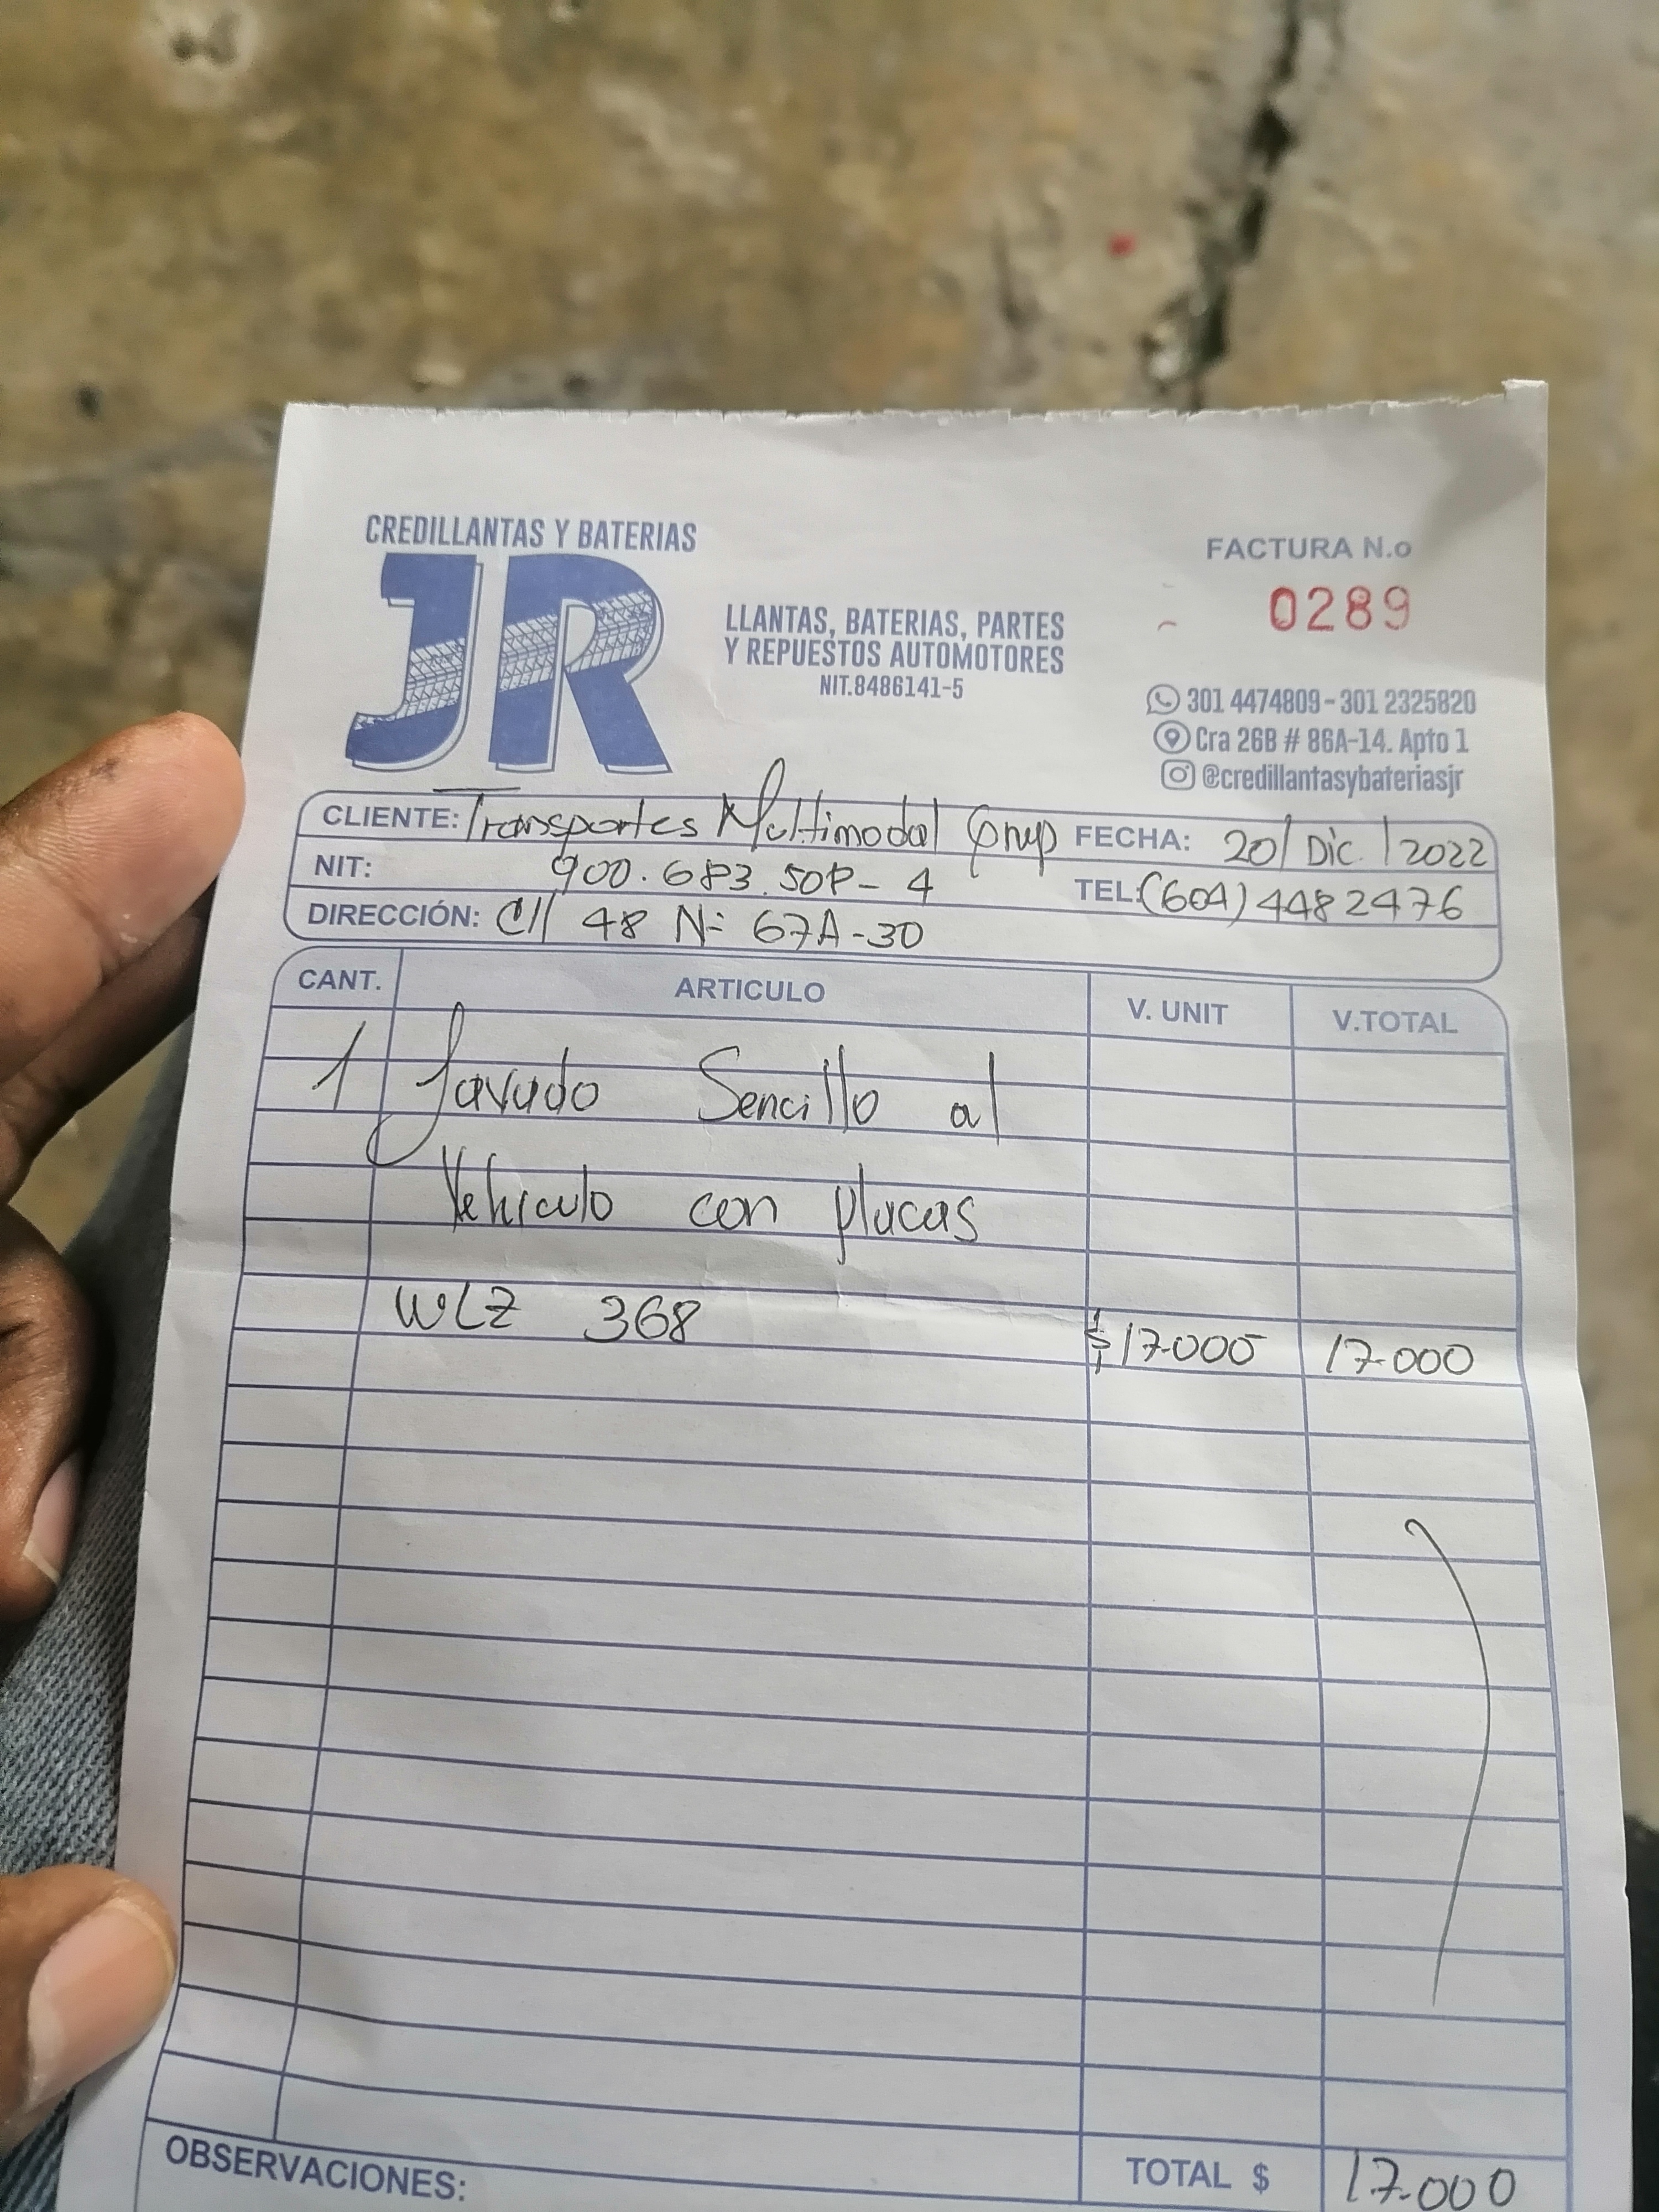 CREDILLANTAS Y BATERIAS
JR
LLANTAS, BATERIAS, PARTES
Y REPUESTOS AUTOMOTORES
NIT.8486141-5
FACTURA N.o
0289
301 4474809 - 301 2325820
Cra 26B # 86A-14. Apto 1
@credillantasybateriasjr
CLIENTE: Transportes Multimodal Group FECHA: 20/Dic./2022
NIT: 900.683.508-4 TEL: (604) 4482476
DIRECCIÓN: Cll 48 N: 67A-30
CANT. ARTICULO V. UNIT V.TOTAL
1 Lavado Sencillo al
Vehiculo con placas
WLZ 368 $17.000 17.000
OBSERVACIONES: TOTAL $ 17.000